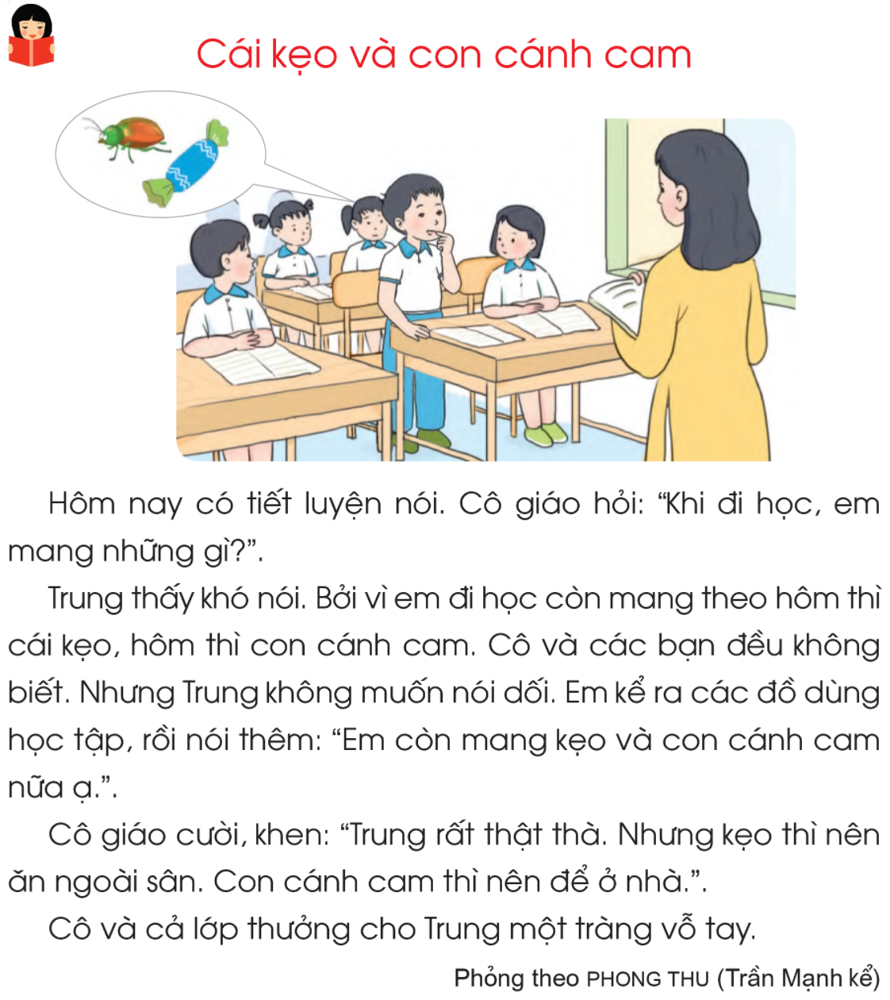 Cái kẹo và con cánh cam
Hôm nay có tiết luyện nói. Cô giáo hỏi: “Khi đi học, em
mang những gì?”.
Trung thấy khó nói. Bởi vì em đi học còn mang theo hôm thì
cái kẹo, hôm thì con cánh cam. Cô và các bạn đều không
biết. Nhưng Trung không muốn nói dối. Em kể ra các đồ dùng
học tập, rồi nói thêm: “Em còn mang kẹo và con cánh cam
nữa ạ.”.
Cô giáo cười, khen: “Trung rất thật thà. Nhưng kẹo thì nên
ăn ngoài sân. Con cánh cam thì nên để ở nhà.”.
Cô và cả lớp thưởng cho Trung một tràng vỗ tay.
Phỏng theo PHONG THU (Trần Mạnh kể)